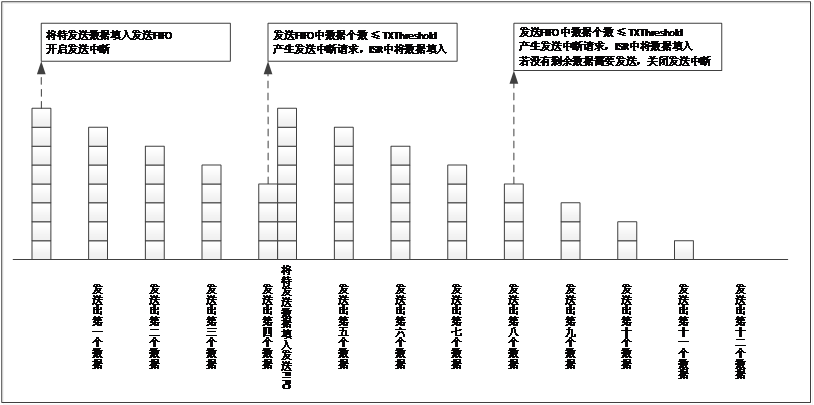 将特发送数据填入发送FIFO
开启发送中断
发送FIFO中数据个数 ≤ TXThreshold
产生发送中断请求，ISR中将数据填入
发送FIFO中数据个数 ≤ TXThreshold
产生发送中断请求，ISR中将数据填入
若没有剩余数据需要发送，关闭发送中断
发送出第一个数据
发送出第二个数据
发送出第三个数据
发送出第四个数据
将特发送数据填入发送FIFO
发送出第五个数据
发送出第六个数据
发送出第七个数据
发送出第八个数据
发送出第九个数据
发送出第十个数据
发送出第十一个数据
发送出第十二个数据